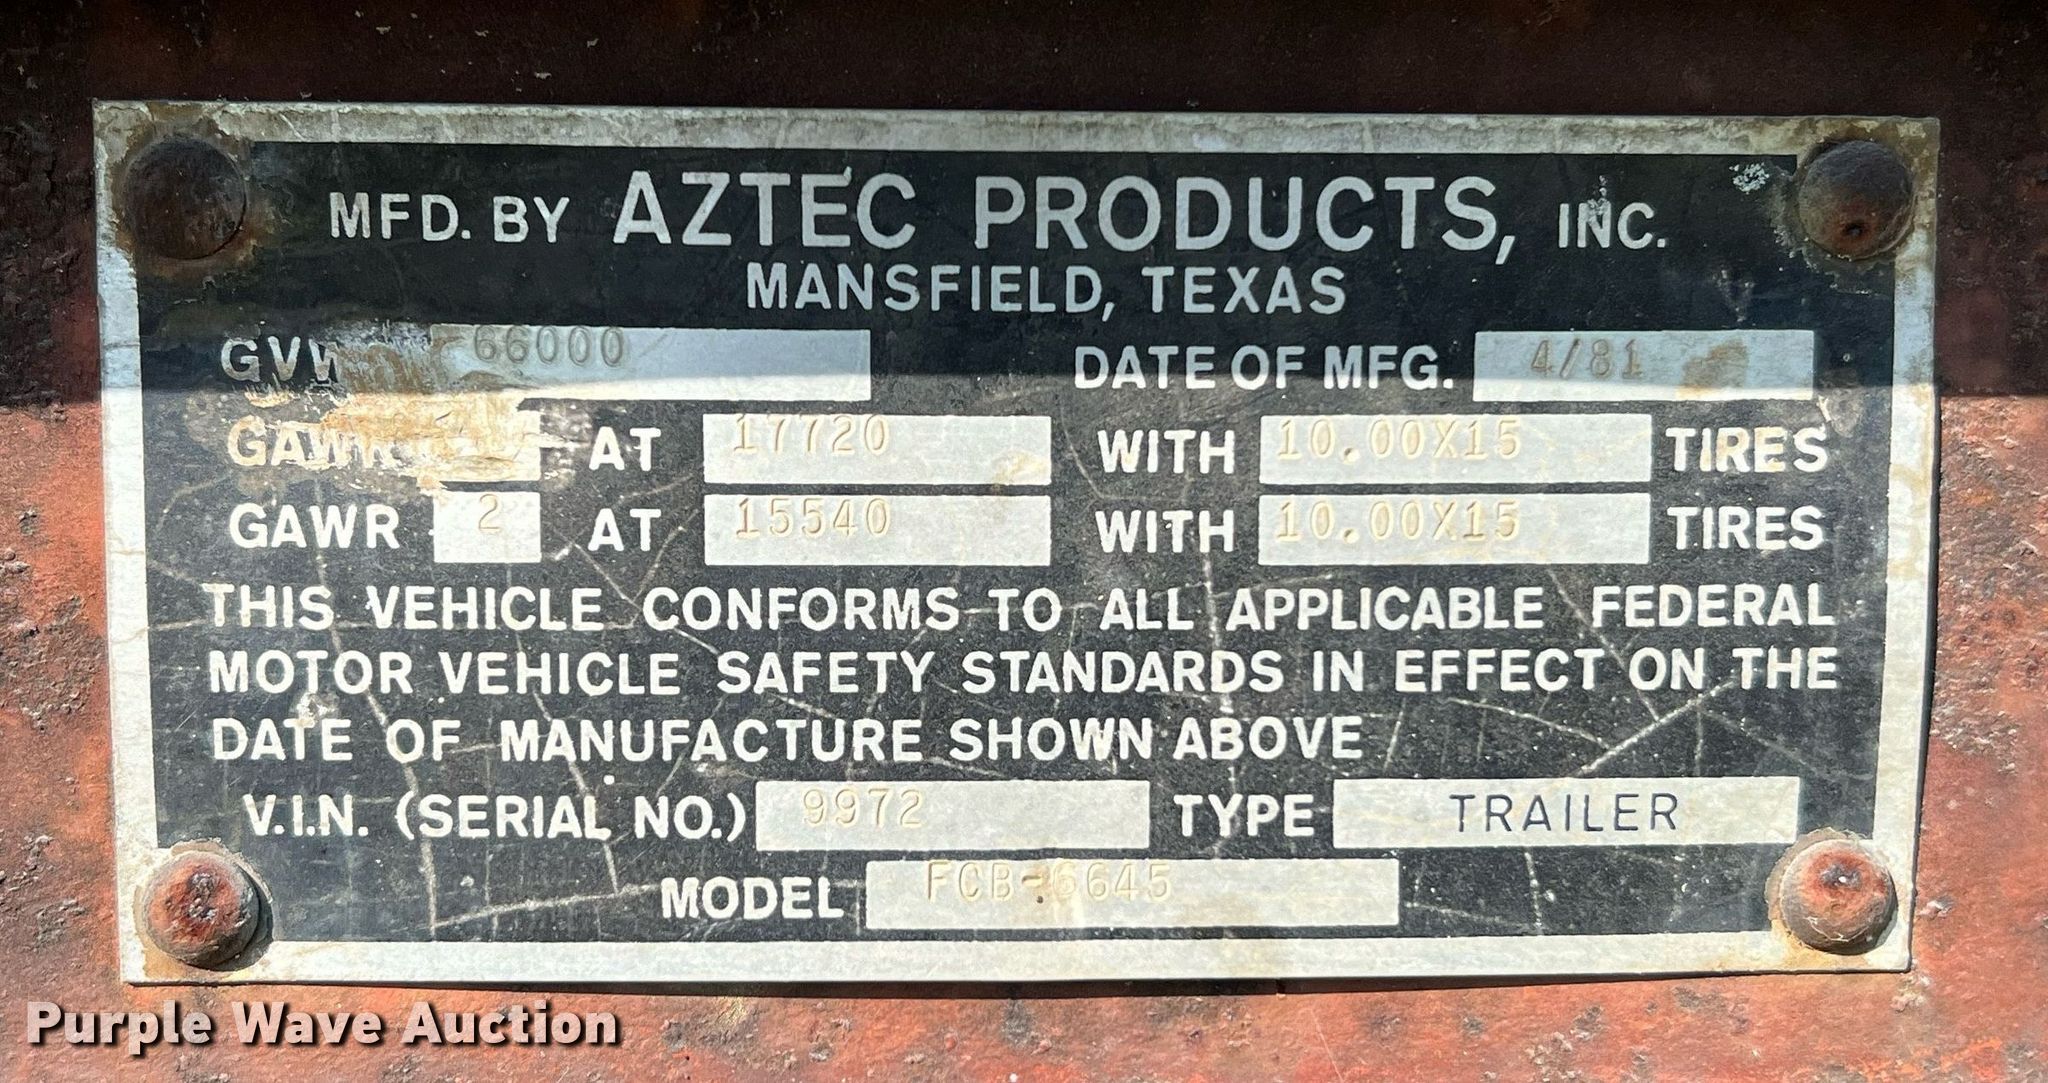 MFD. BY AZTEC PRODUCTS, INC.
MANSFIELD, TEXAS
66000 DATE OF MFG. 4/81
GAWR AT 17720 WITH 10.00X15 TIRES
GAWR 2 AT 15540 WITH 10.00X15 TIRES
THIS VEHICLE CONFORMS TO ALL APPLICABLE FEDERAL
MOTOR VEHICLE SAFETY STANDARDS IN EFFECT ON THE
DATE OF MANUFACTURE SHOWN ABOVE
V.I.N. (SERIAL NO.) 9972 TYPE TRAILER
MODEL FCB-6645
Purple Wave Auction